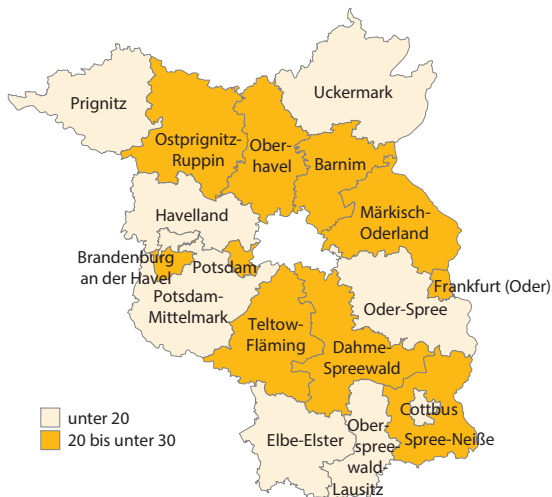 Prignitz
Uckermark
Ostprignitz-
Ruppin
Ober-
havel
Barnim
Havelland
Märkisch-
Oderland
Brandenburg
an der Havel
Potsdam
Potsdam-
Mittelmark
Frankfurt (Oder)
Oder-Spree
Teltow-
Fläming
Dahme-
Spreewald
Cottbus
Spree-Neiße
Elbe-Elster
Ober-
spree-
wald-
Lausitz
unter 20
20 bis unter 30